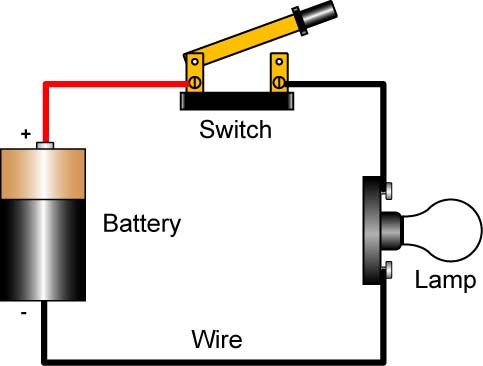 Switch
+
Battery
-
Lamp
Wire